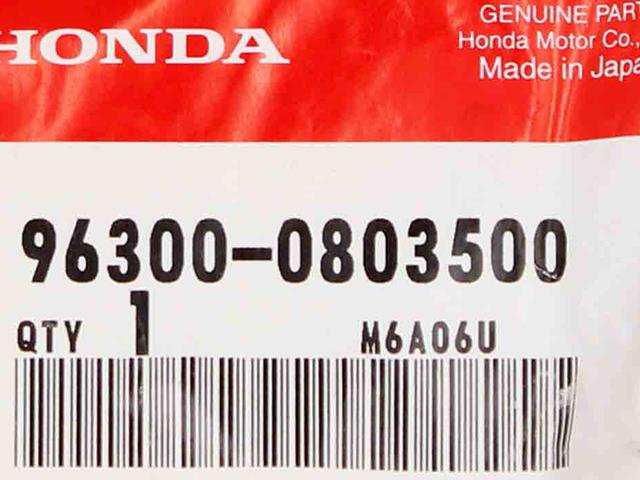 HONDA
GENUINE PART
Honda Motor Co.,
Made in Japa
96300-0803500
QTY 1 M6A06U